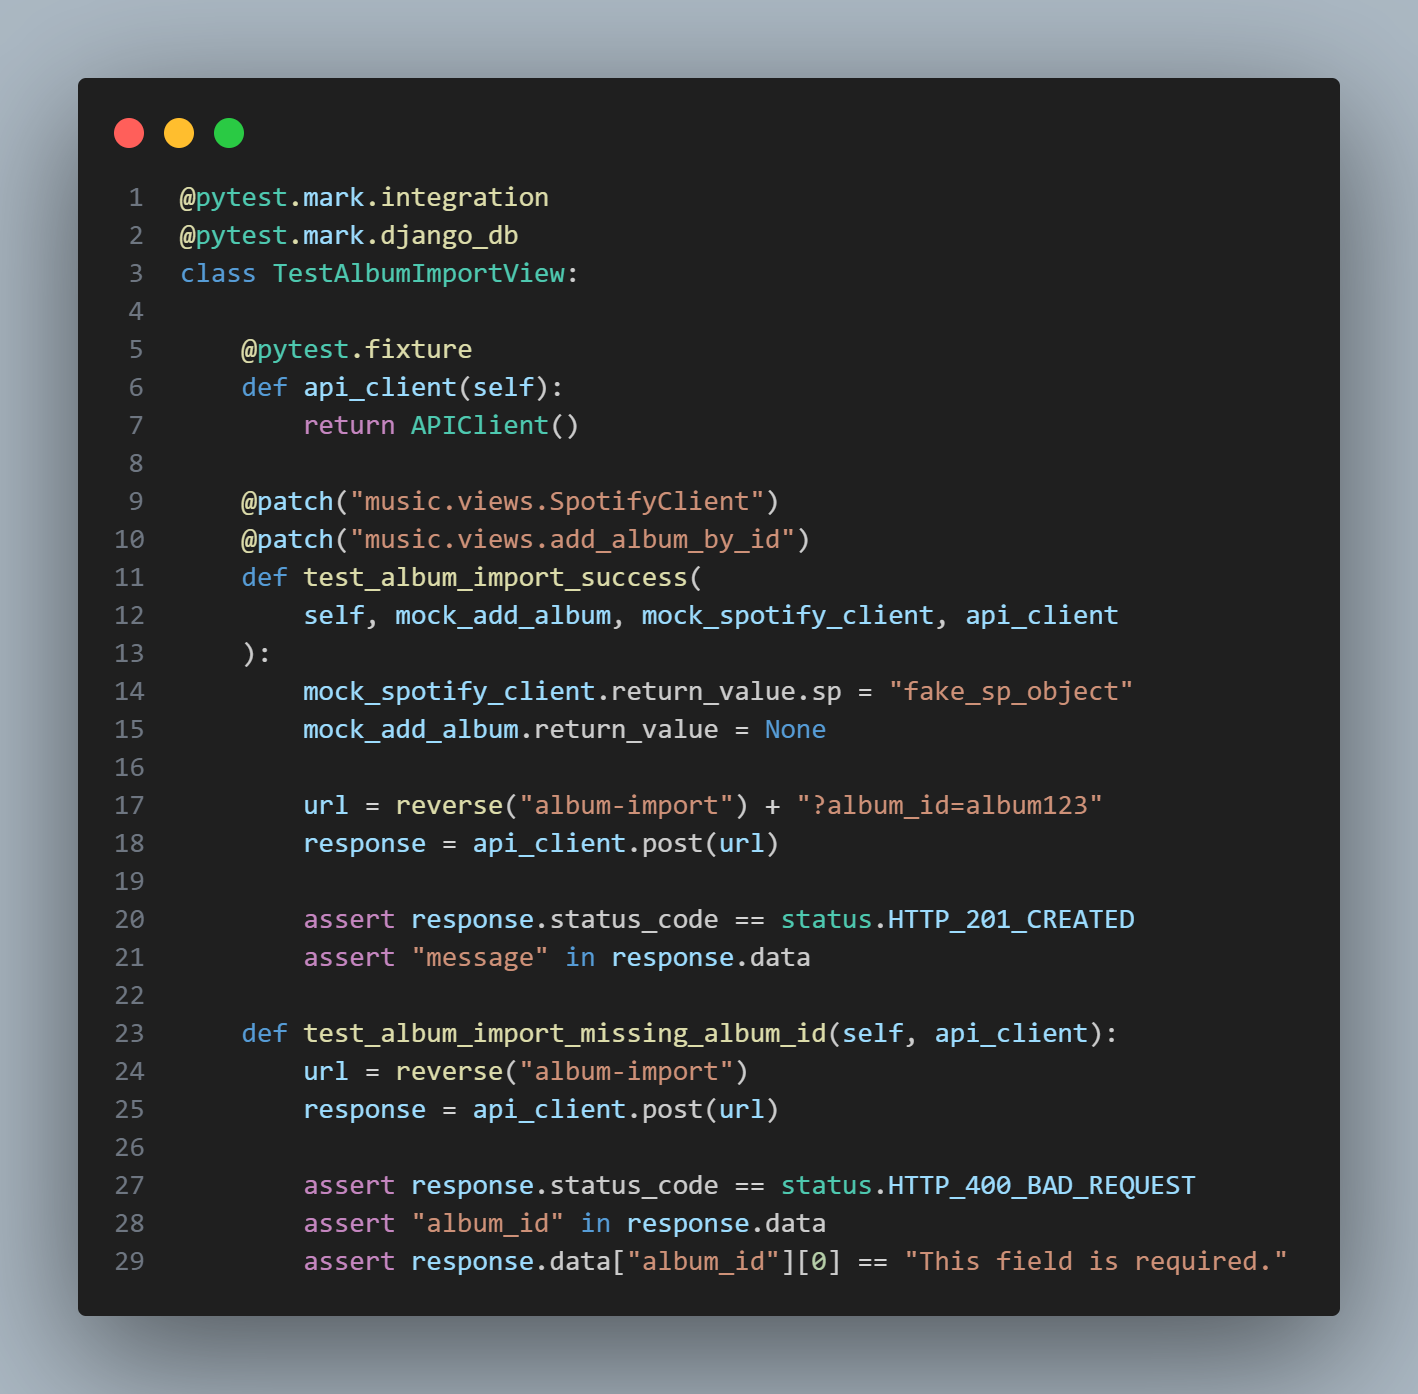 1 @pytest.mark.integration
2 @pytest.mark.django_db
3 class TestAlbumImportView:
4
5     @pytest.fixture
6     def api_client(self):
7         return APIClient()
8
9     @patch("music.views.SpotifyClient")
10     @patch("music.views.add_album_by_id")
11     def test_album_import_success(
12         self, mock_add_album, mock_spotify_client, api_client
13     ):
14         mock_spotify_client.return_value.sp = "fake_sp_object"
15         mock_add_album.return_value = None
16
17         url = reverse("album-import") + "?album_id=album123"
18         response = api_client.post(url)
19
20         assert response.status_code == status.HTTP_201_CREATED
21         assert "message" in response.data
22
23     def test_album_import_missing_album_id(self, api_client):
24         url = reverse("album-import")
25         response = api_client.post(url)
26
27         assert response.status_code == status.HTTP_400_BAD_REQUEST
28         assert "album_id" in response.data
29         assert response.data["album_id"][0] == "This field is required."